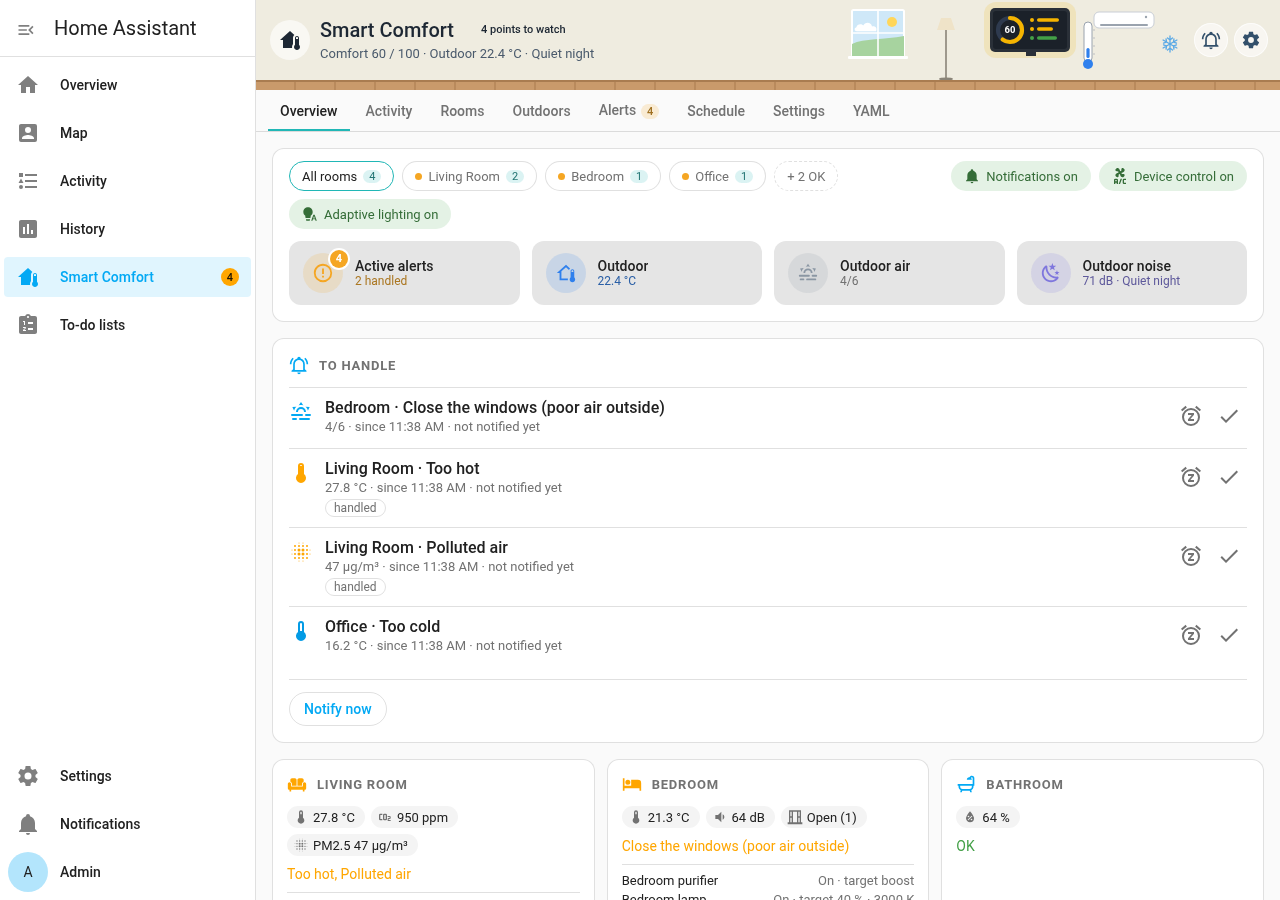 Home Assistant
Overview
Map
Activity
History
Smart Comfort 4
To-do lists
Settings
Notifications
A Admin
Smart Comfort 4 points to watch
Comfort 60 / 100 · Outdoor 22.4 °C · Quiet night
60
Overview Activity Rooms Outdoors Alerts 4 Schedule Settings YAML
All rooms 4 Living Room 2 Bedroom 1 Office 1 + 2 OK Notifications on A/C Device control on
A Adaptive lighting on
4 Active alerts
2 handled
Outdoor
22.4 °C
Outdoor air
4/6
Outdoor noise
71 dB · Quiet night
TO HANDLE
Bedroom · Close the windows (poor air outside)
4/6 · since 11:38 AM · not notified yet
Living Room · Too hot
27.8 °C · since 11:38 AM · not notified yet
handled
Living Room · Polluted air
47 µg/m³ · since 11:38 AM · not notified yet
handled
Office · Too cold
16.2 °C · since 11:38 AM · not notified yet
Notify now
LIVING ROOM
27.8 °C CO₂ 950 ppm
PM2.5 47 µg/m³
Too hot, Polluted air
BEDROOM
21.3 °C 64 dB Open (1)
Close the windows (poor air outside)
Bedroom purifier On · target boost
Bedroom lamp On · target 40 % · 3000 K
BATHROOM
64 %
OK